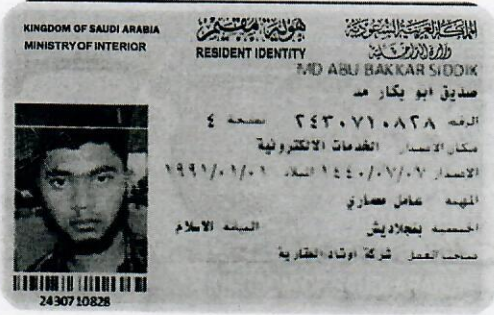 KINGDOM OF SAUDI ARABIA
MINISTRY OF INTERIOR
هوية مقيم
RESIDENT IDENTITY
المملكة العربية السعودية
وزارة الداخلية
MD ABU BAKKAR SIDDIK
صديق ابو بكار مد
الرقم ٢٤٣٠٧١٠٨٢٨ نسخة ٤
مكان الاصدار الخدمات الالكترونية
الاصدار ١٤٤٠/٠٧/٠٧ الميلاد ١٩٩١/٠١/٠١
المهنة عامل معماري
الجنسية بنجلاديش الديانة الاسلام
صاحب العمل شركة اوتاد العقارية
2430710828